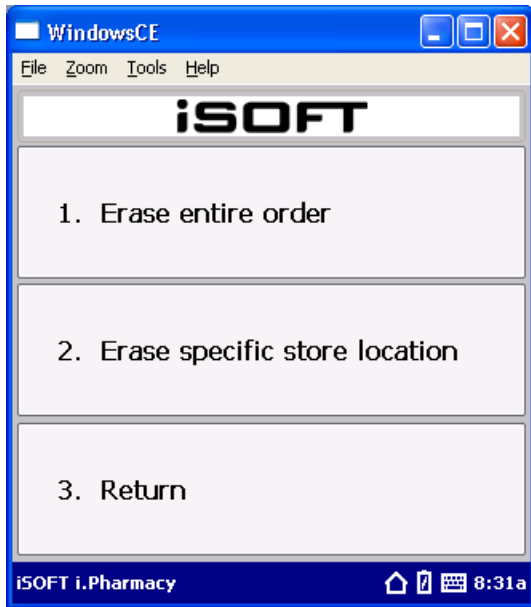 WindowsCE
File Zoom Tools Help
iSOFT
1. Erase entire order
2. Erase specific store location
3. Return
iSOFT i.Pharmacy 8:31a